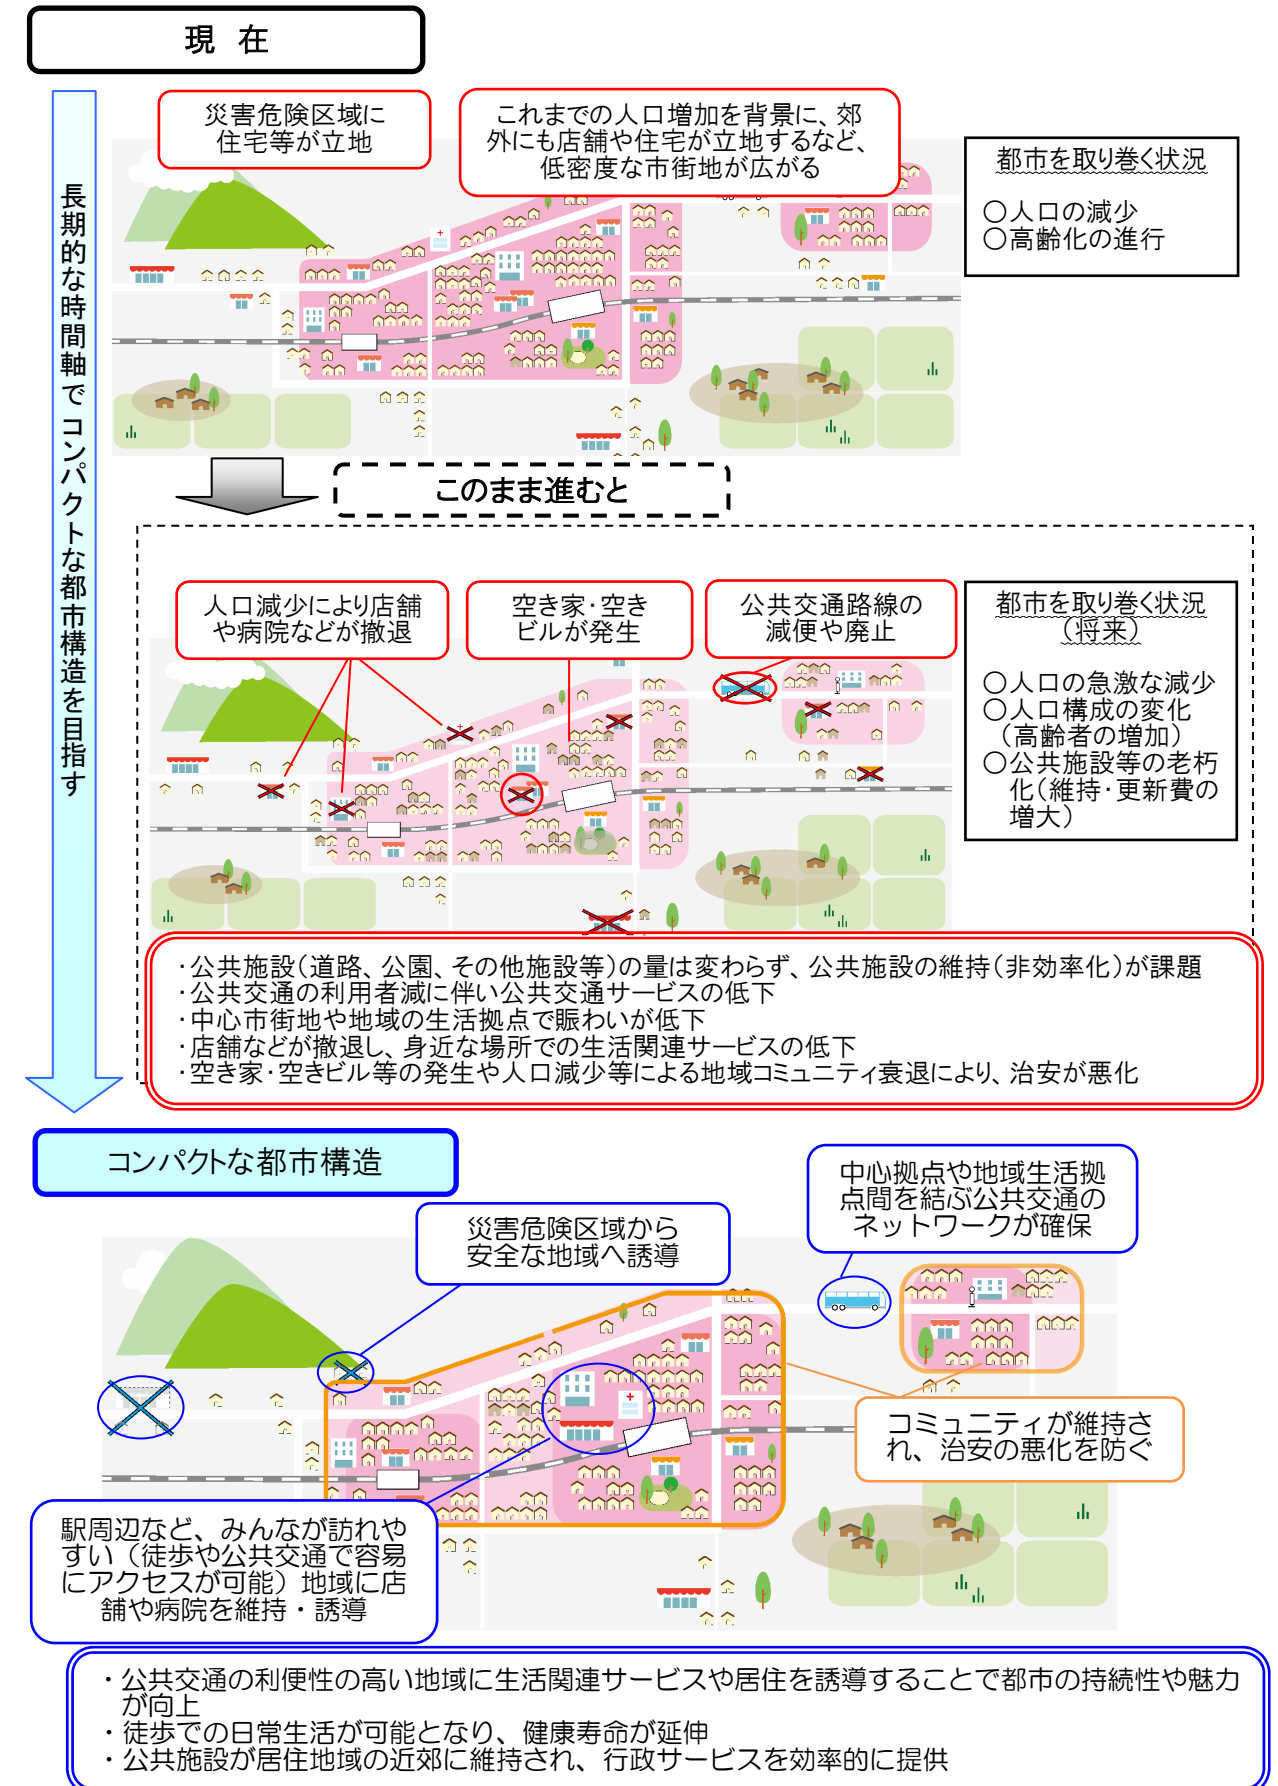 現 在
長期的な時間軸でコンパクトな都市構造を目指す
災害危険区域に
住宅等が立地
これまでの人口増加を背景に、郊
外にも店舗や住宅が立地するなど、
低密度な市街地が広がる
都市を取り巻く状況
○人口の減少
○高齢化の進行
このまま進むと
人口減少により店舗
や病院などが撤退
空き家・空き
ビルが発生
公共交通路線の
減便や廃止
都市を取り巻く状況
（将来）
○人口の急激な減少
○人口構成の変化
（高齢者の増加）
○公共施設等の老朽
化（維持・更新費の
増大）
・公共施設（道路、公園、その他施設等）の量は変わらず、公共施設の維持（非効率化）が課題
・公共交通の利用者減に伴い公共交通サービスの低下
・中心市街地や地域の生活拠点で賑わいが低下
・店舗などが撤退し、身近な場所での生活関連サービスの低下
・空き家・空きビル等の発生や人口減少等による地域コミュニティ衰退により、治安が悪化
コンパクトな都市構造
災害危険区域から
安全な地域へ誘導
中心拠点や地域生活拠
点間を結ぶ公共交通の
ネットワークが確保
コミュニティが維持さ
れ、治安の悪化を防ぐ
駅周辺など、みんなが訪れや
すい（徒歩や公共交通で容易
にアクセスが可能）地域に店
舗や病院を維持・誘導
・公共交通の利便性の高い地域に生活関連サービスや居住を誘導することで都市の持続性や魅力
が向上
・徒歩での日常生活が可能となり、健康寿命が延伸
・公共施設が居住地域の近郊に維持され、行政サービスを効率的に提供